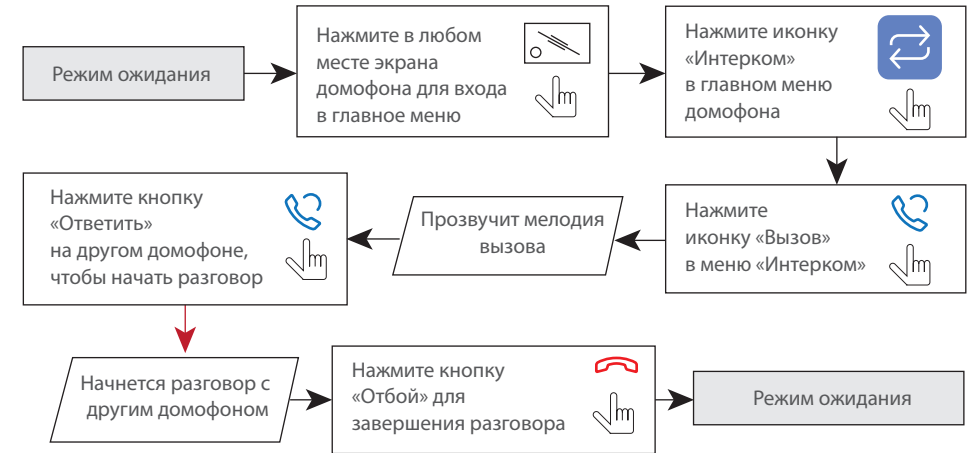 Режим ожидания
Нажмите в любом
месте экрана
домофона для входа
в главное меню
Нажмите иконку
«Интерком»
в главном меню
домофона
Нажмите
иконку «Вызов»
в меню «Интерком»
Прозвучит мелодия
вызова
Нажмите кнопку
«Ответить»
на другом домофоне,
чтобы начать разговор
Начнется разговор с
другим домофоном
Нажмите кнопку
«Отбой» для
завершения разговора
Режим ожидания